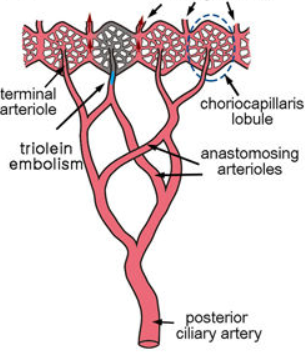 terminal
arteriole
choriocapillaris
lobule
triolein
embolism
anastomosing
arterioles
posterior
ciliary artery